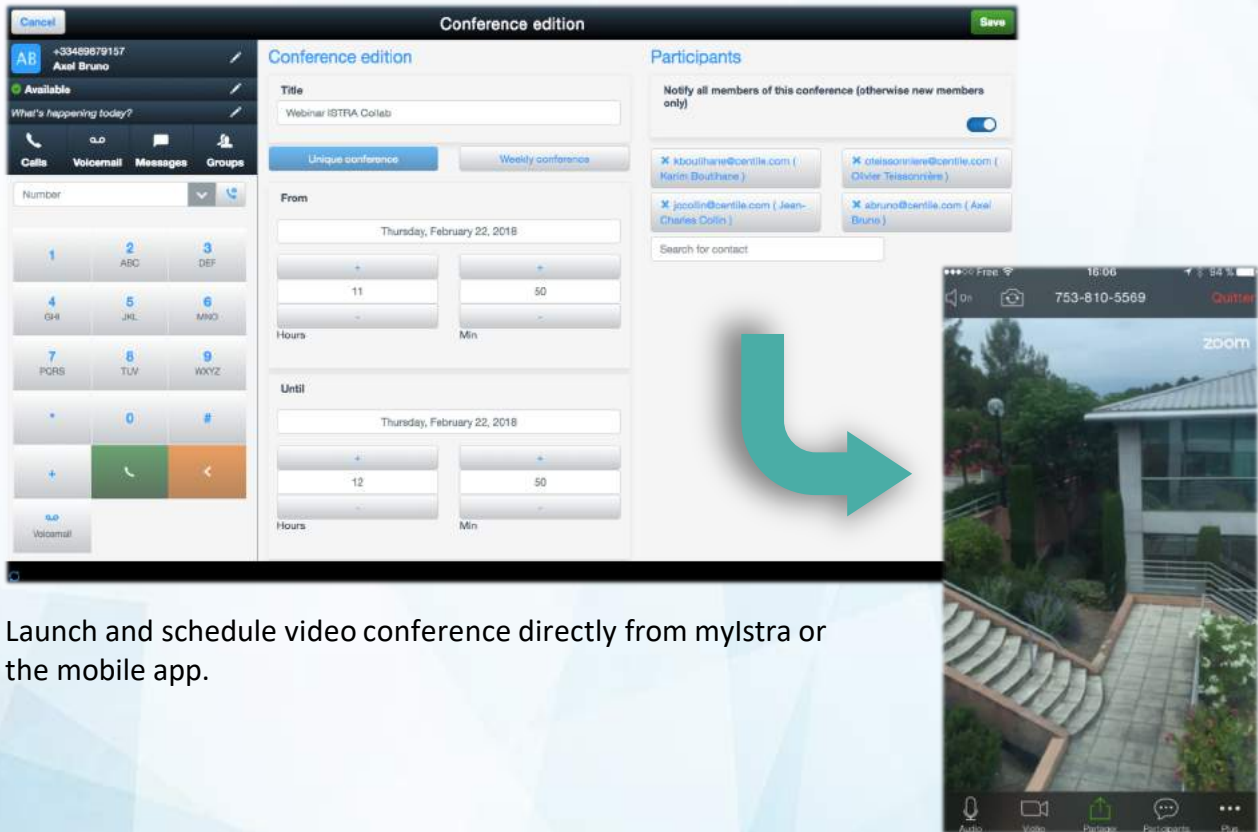 Cancel
Conference edition
Save
AB
+33489879157
Axel Bruno
Available
What's happening today?
Calls Voicemail Messages Groups
Number
1
2 ABC
3 DEF
4 GHI
5 JKL
6 MNO
7 PQRS
8 TUV
9 WXYZ
*
0
#
+
Voicemail
Conference edition
Title
Webinar ISTRA Collab
Unique conference
Weekly conference
From
Thursday, February 22, 2018
+ +
11 50
- -
Hours Min
Until
Thursday, February 22, 2018
+ +
12 50
- -
Hours Min
Participants
Notify all members of this conference (otherwise new members
only)
✕ kboutihane@centile.com (
Karim Boutihane )
✕ oteissonniere@centile.com (
Olivier Teissonnière )
✕ jccollin@centile.com ( Jean-
Charles Collin )
✕ abruno@centile.com ( Axel
Bruno )
Search for contact
Free 16:06 94 %
On 753-810-5569 Quitter
zoom
Audio Vidéo Partager Participants Plus
Launch and schedule video conference directly from myIstra or
the mobile app.